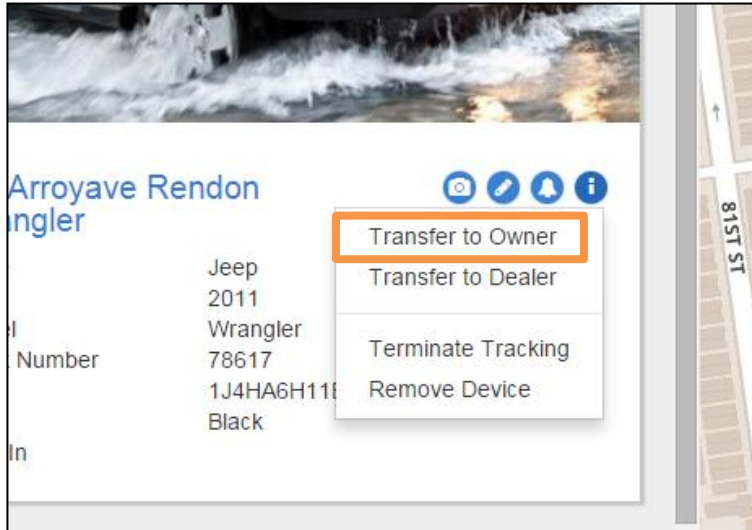 Arroyave Rendon
ngler
Transfer to Owner
Transfer to Dealer
Terminate Tracking
Remove Device
Jeep
2011
Wrangler
Number 78617
1J4HA6H11
Black
In
81ST ST